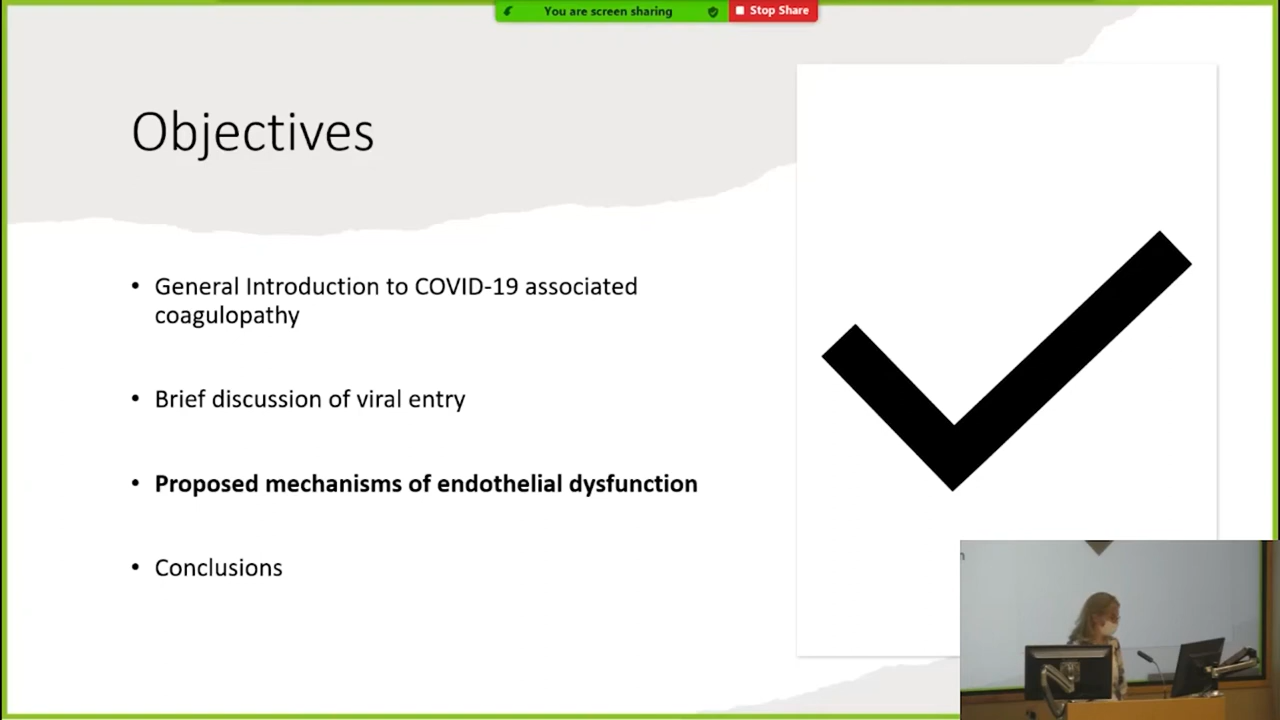 You are screen sharing
Stop Share
Objectives
• General Introduction to COVID-19 associated
coagulopathy
• Brief discussion of viral entry
• Proposed mechanisms of endothelial dysfunction
• Conclusions